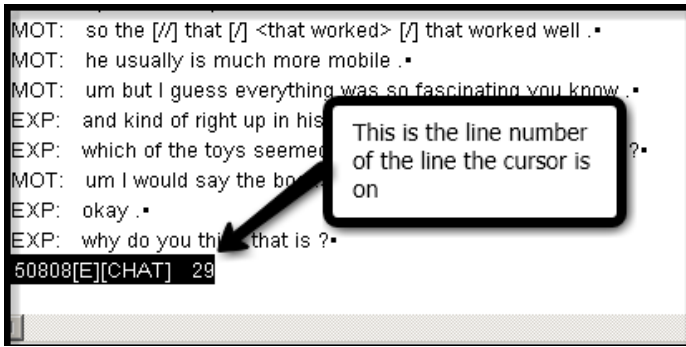 MOT: so the [//] that [/] <that worked> [/] that worked well .▪
MOT: he usually is much more mobile .▪
MOT: um but I guess everything was so fascinating you know .▪
EXP: and kind of right up in his
EXP: which of the toys seemed ?▪
MOT: um I would say the
EXP: okay .▪
EXP: why do you think that is ?▪
50808[E][CHAT] 29
This is the line number
of the line the cursor is
on